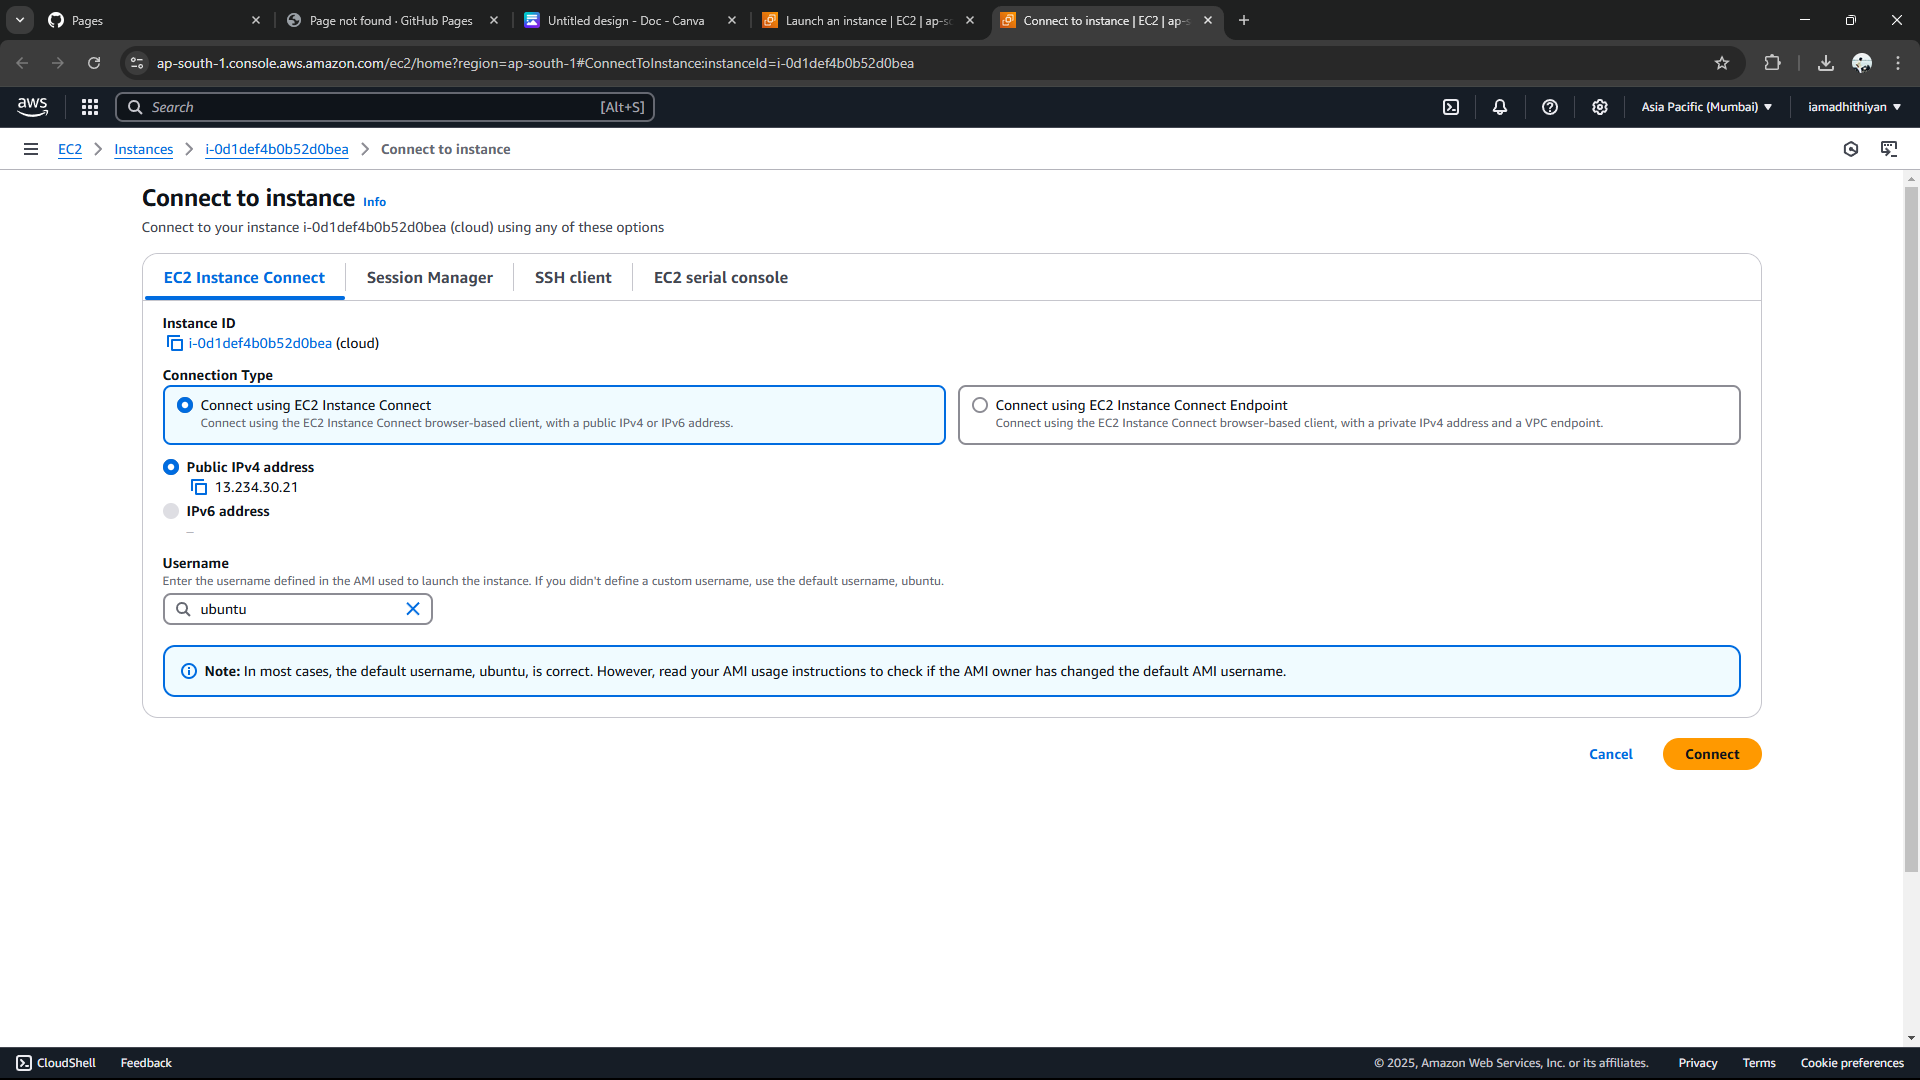 Pages
Page not found · GitHub Pages
Untitled design - Doc - Canva
Launch an instance | EC2 | ap-s
Connect to instance | EC2 | ap-s
ap-south-1.console.aws.amazon.com/ec2/home?region=ap-south-1#ConnectToInstance:instanceId=i-0d1def4b0b52d0bea
aws
Search
[Alt+S]
Asia Pacific (Mumbai)
iamadhithiyan
EC2
Instances
i-0d1def4b0b52d0bea
Connect to instance
Connect to instance Info
Connect to your instance i-0d1def4b0b52d0bea (cloud) using any of these options
EC2 Instance Connect
Session Manager
SSH client
EC2 serial console
Instance ID
i-0d1def4b0b52d0bea (cloud)
Connection Type
Connect using EC2 Instance Connect
Connect using the EC2 Instance Connect browser-based client, with a public IPv4 or IPv6 address.
Connect using EC2 Instance Connect Endpoint
Connect using the EC2 Instance Connect browser-based client, with a private IPv4 address and a VPC endpoint.
Public IPv4 address
13.234.30.21
IPv6 address
–
Username
Enter the username defined in the AMI used to launch the instance. If you didn't define a custom username, use the default username, ubuntu.
ubuntu
Note: In most cases, the default username, ubuntu, is correct. However, read your AMI usage instructions to check if the AMI owner has changed the default AMI username.
Cancel
Connect
CloudShell
Feedback
© 2025, Amazon Web Services, Inc. or its affiliates.
Privacy
Terms
Cookie preferences